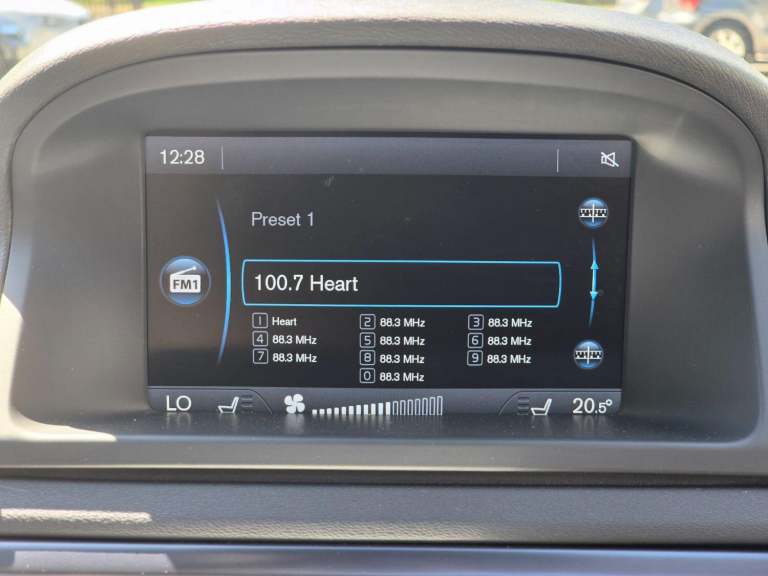 12:28
Preset 1
FM1
100.7 Heart
1 Heart 2 88.3 MHz 3 88.3 MHz
4 88.3 MHz 5 88.3 MHz 6 88.3 MHz
7 88.3 MHz 8 88.3 MHz 9 88.3 MHz
0 88.3 MHz
LO 20.5°